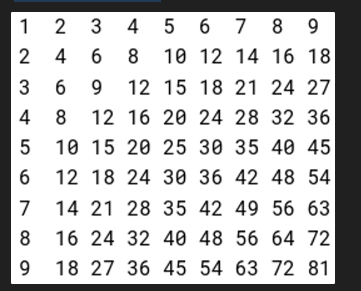 1 2 3 4 5 6 7 8 9
2 4 6 8 10 12 14 16 18
3 6 9 12 15 18 21 24 27
4 8 12 16 20 24 28 32 36
5 10 15 20 25 30 35 40 45
6 12 18 24 30 36 42 48 54
7 14 21 28 35 42 49 56 63
8 16 24 32 40 48 56 64 72
9 18 27 36 45 54 63 72 81